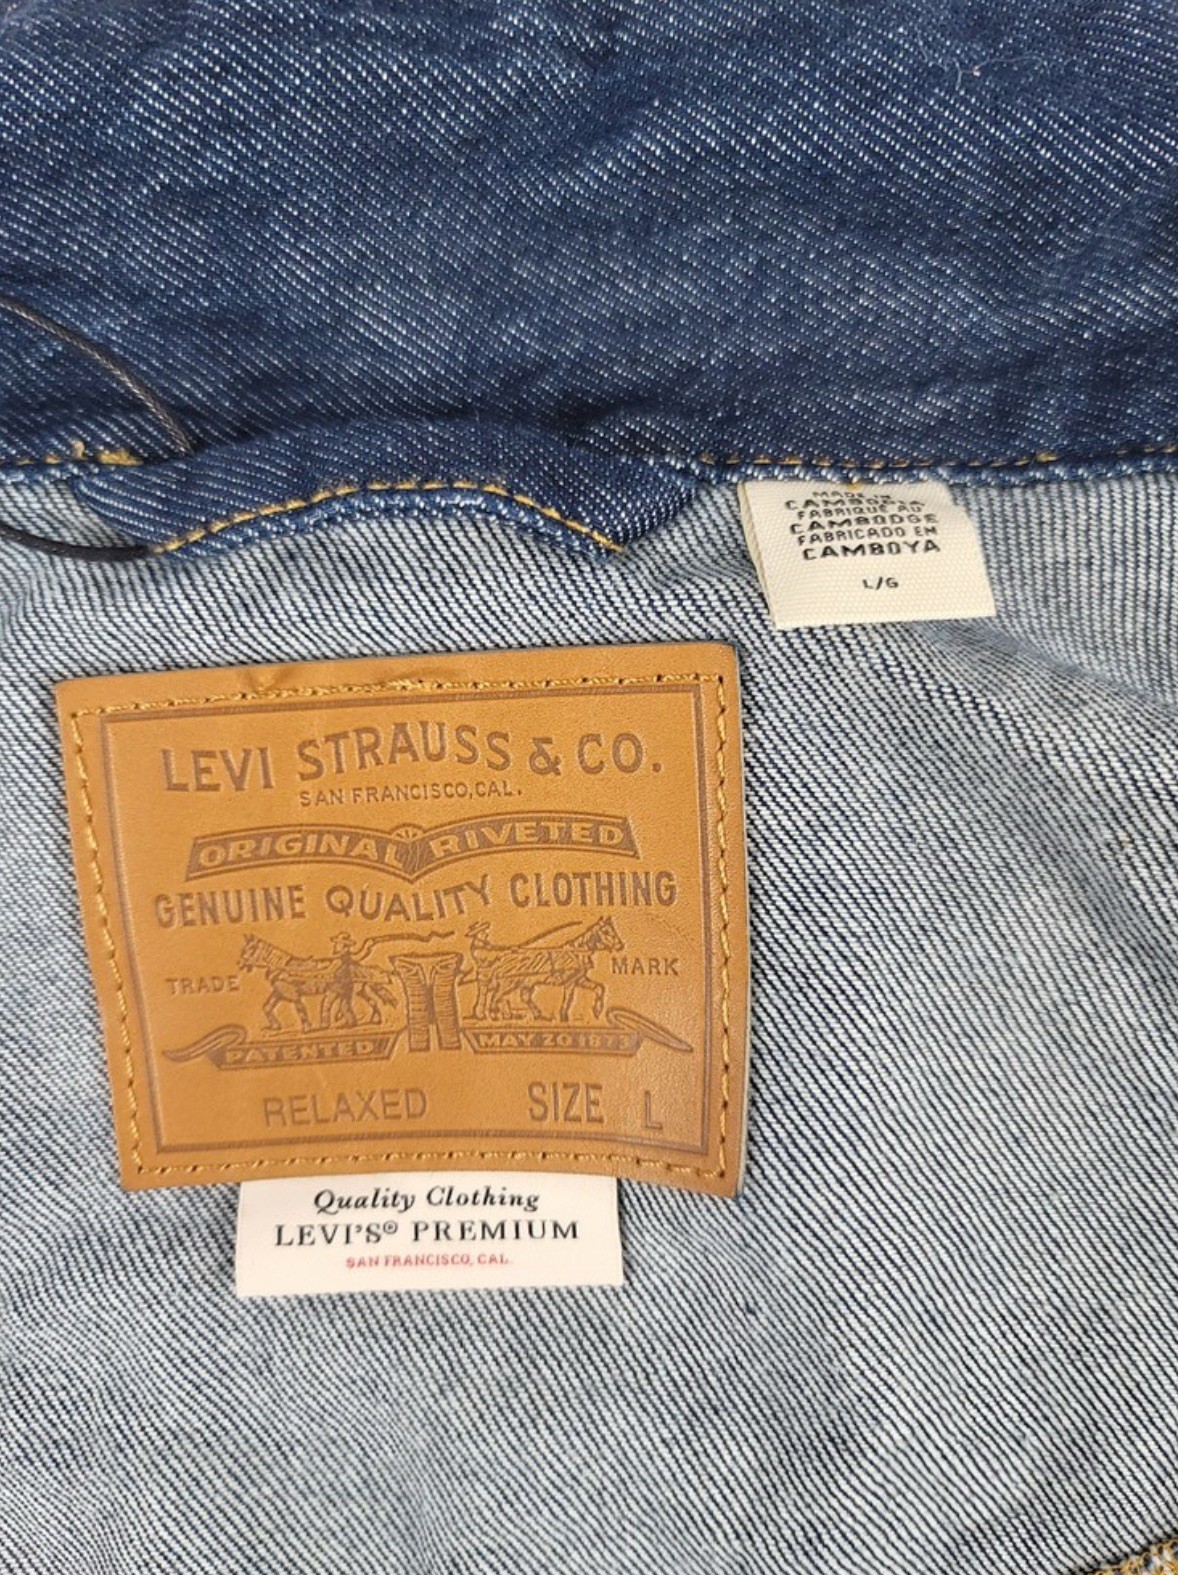 MADE IN
CAMBODIA
FABRIQUÉ AU
CAMBODGE
FABRICADO EN
CAMBOYA
L/G
LEVI STRAUSS & CO.
SAN FRANCISCO, CAL.
ORIGINAL RIVETED
GENUINE QUALITY CLOTHING
TRADE MARK
PATENTED MAY 20 1873
RELAXED SIZE L
Quality Clothing
LEVI'S® PREMIUM
SAN FRANCISCO, CAL.